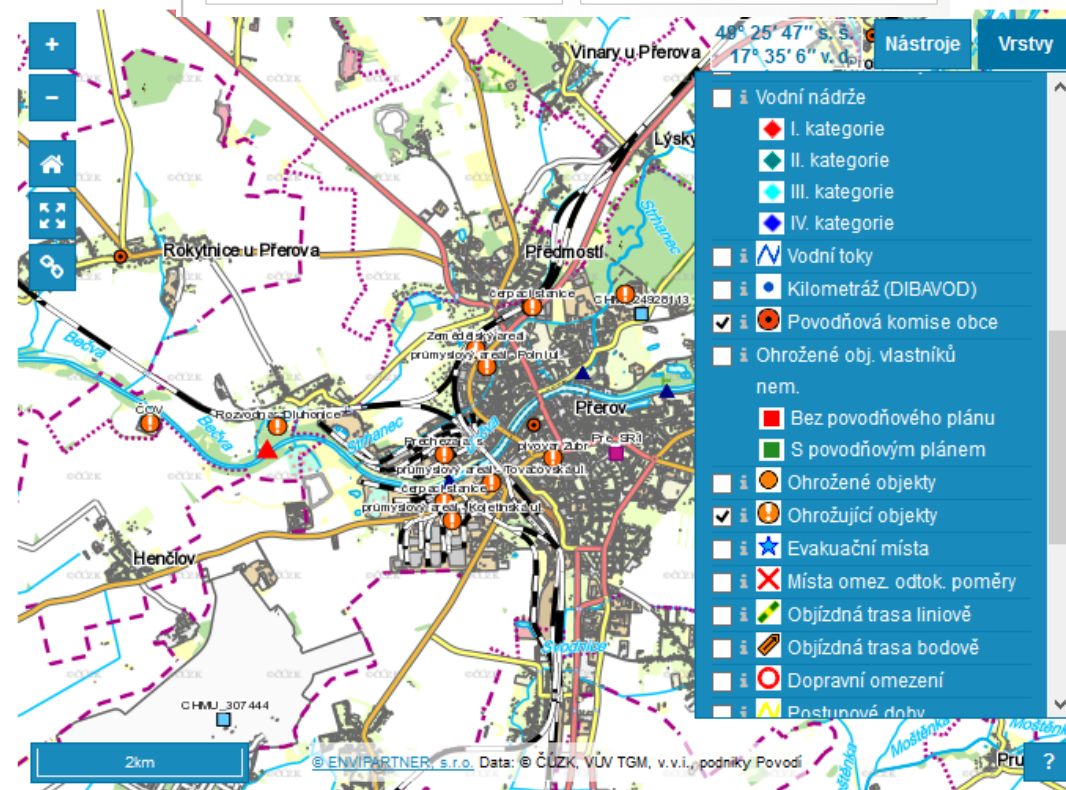 +
−
Vinary u Přerova
49° 25′ 47″ s. š.
17° 35′ 6″ v. d.
Nástroje
Vrstvy
Vodní nádrže
I. kategorie
II. kategorie
III. kategorie
IV. kategorie
Vodní toky
Kilometráž (DIBAVOD)
Povodňová komise obce
Ohrožené obj. vlastníků
nem.
Bez povodňového plánu
S povodňovým plánem
Ohrožené objekty
Ohrožující objekty
Evakuační místa
Místa omez. odtok. poměry
Objízdná trasa liniově
Objízdná trasa bodově
Dopravní omezení
Postupové doby
Lýsky
Strhanec
Rokytnice u Přerova
Předmostí
čerpací stanice
Zemědělský areál
průmyslový areál - Polní ul.
Bečva
ČOV
Rozvodna - Dluhonice
Bečva
Strhanec
Přerov
Precheza a. s.
pivovar Zubr
Pre_SR1
průmyslový areál - Tovačovská ul.
čerpací stanice
průmyslový areál - Kojetínská ul.
Henčlov
Svodnice
CHMU_307444
Moštěnka
Moštěnka
2km
© ENVIPARTNER, s.r.o. Data: © ČÚZK, VÚV TGM, v.v.i., podniky Povodí
?